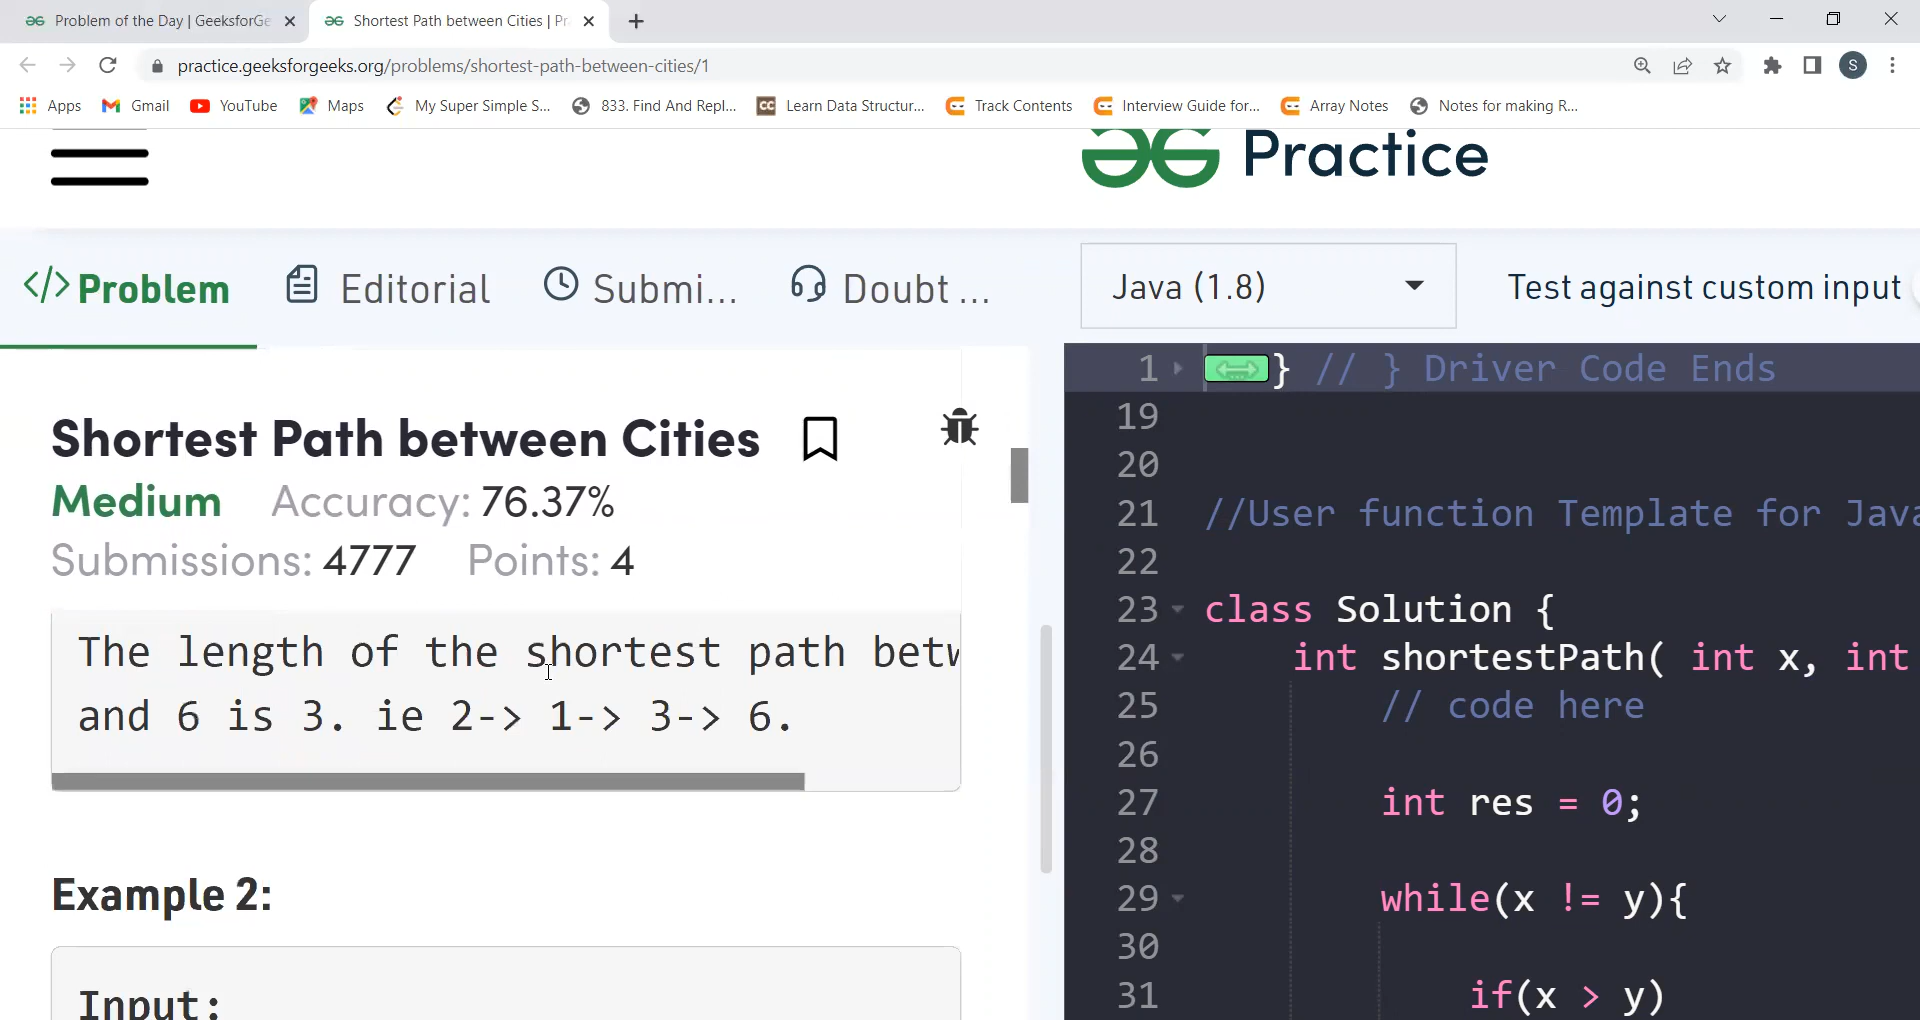 Problem of the Day | GeeksforGe
Shortest Path between Cities | Pr
practice.geeksforgeeks.org/problems/shortest-path-between-cities/1
S
Apps
Gmail
YouTube
Maps
My Super Simple S...
833. Find And Repl...
CC
Learn Data Structur...
Track Contents
Interview Guide for...
Array Notes
Notes for making R...
Practice
</> Problem
Editorial
Submi...
Doubt ...
Java (1.8)
Test against custom input
Shortest Path between Cities
Medium Accuracy: 76.37%
Submissions: 4777 Points: 4
The length of the shortest path betw
and 6 is 3. ie 2-> 1-> 3-> 6.
Example 2:
Input:
1 } // } Driver Code Ends
19
20
21 //User function Template for Java
22
23 class Solution {
24 int shortestPath( int x, int
25 // code here
26
27 int res = 0;
28
29 while(x != y){
30
31 if(x > y)